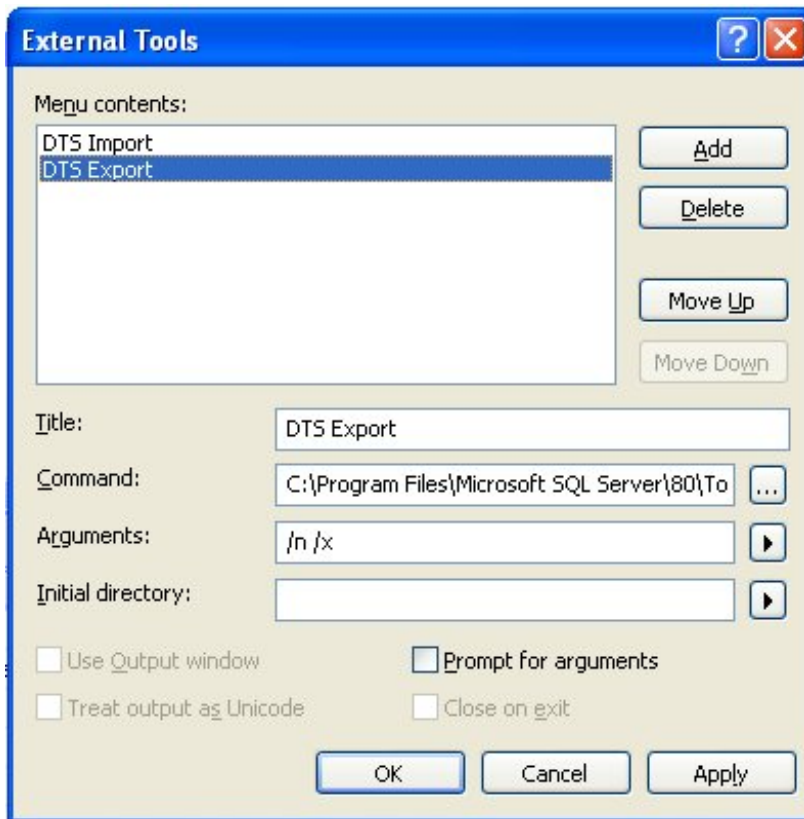 External Tools
Menu contents:
DTS Import
DTS Export
Add
Delete
Move Up
Move Down
Title:
DTS Export
Command:
C:\Program Files\Microsoft SQL Server\80\To
...
Arguments:
/n /x
Initial directory:
Use Output window
Prompt for arguments
Treat output as Unicode
Close on exit
OK
Cancel
Apply